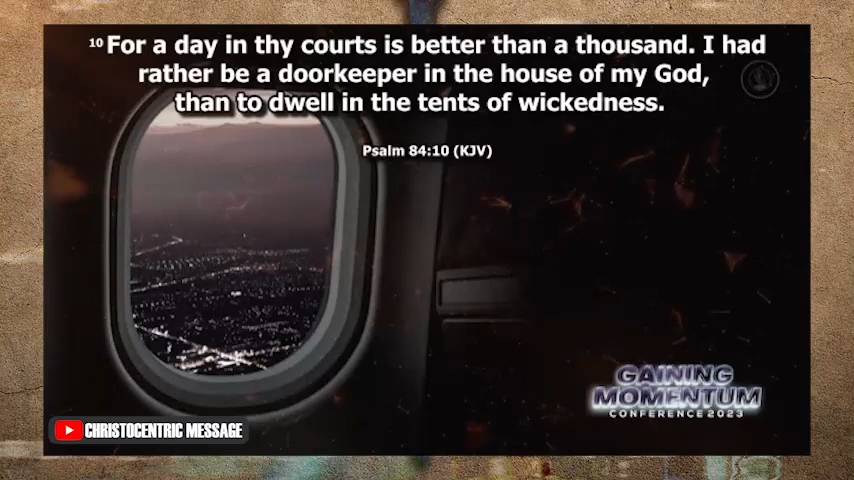 10 For a day in thy courts is better than a thousand. I had
rather be a doorkeeper in the house of my God,
than to dwell in the tents of wickedness.
Psalm 84:10 (KJV)
GAINING
MOMENTUM
CONFERENCE 2023
CHRISTOCENTRIC MESSAGE